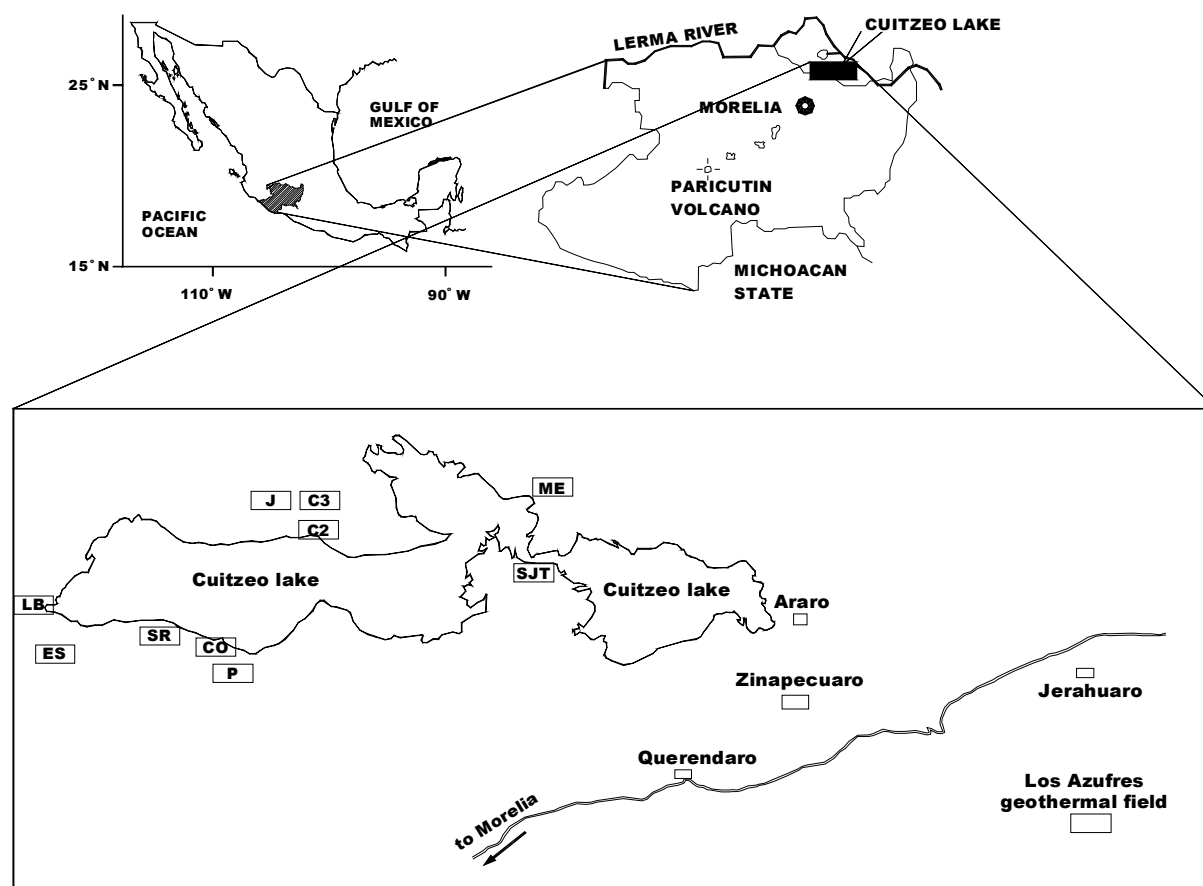 CUITZEO LAKE
LERMA RIVER
25° N
GULF OF
MEXICO
MORELIA
PARICUTIN
VOLCANO
PACIFIC
OCEAN
15° N
MICHOACAN
STATE
110° W
90° W
ME
J
C3
C2
SJT
Cuitzeo lake
Cuitzeo lake
LB
Araro
SR
CO
ES
P
Zinapecuaro
Jerahuaro
Querendaro
Los Azufres
geothermal field
to Morelia